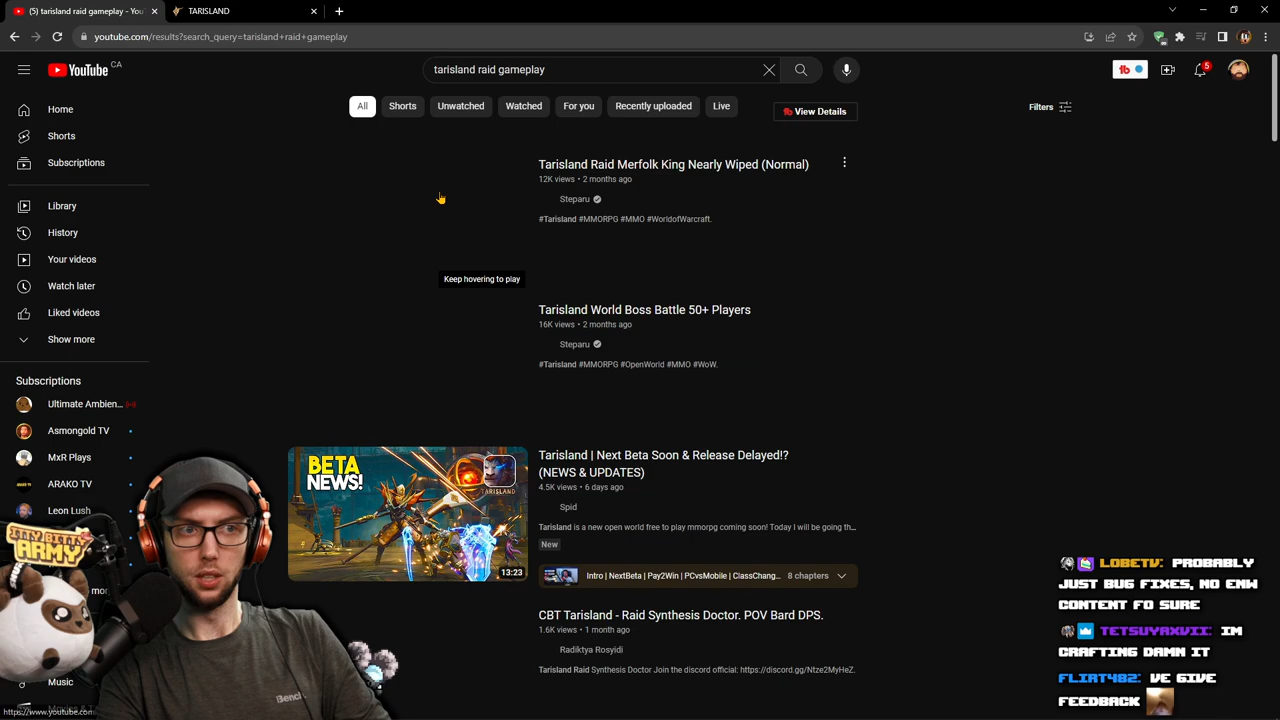 (5) tarisland raid gameplay - You
TARISLAND
youtube.com/results?search_query=tarisland+raid+gameplay
YouTube CA
tarisland raid gameplay
5
All
Shorts
Unwatched
Watched
For you
Recently uploaded
Live
View Details
Filters
Home
Shorts
Subscriptions
Library
History
Your videos
Watch later
Liked videos
Show more
Subscriptions
Ultimate Ambien...
Asmongold TV
MxR Plays
ARAKO TV
Leon Lush
Music
https://www.youtube.com
Tarisland Raid Merfolk King Nearly Wiped (Normal)
12K views • 2 months ago
Steparu
#Tarisland #MMORPG #MMO #WorldofWarcraft.
Keep hovering to play
Tarisland World Boss Battle 50+ Players
16K views • 2 months ago
Steparu
#Tarisland #MMORPG #OpenWorld #MMO #WoW.
BETA
NEWS!
TARISLAND
13:23
Tarisland | Next Beta Soon & Release Delayed!?
(NEWS & UPDATES)
4.5K views • 6 days ago
Spid
Tarisland is a new open world free to play mmorpg coming soon! Today I will be going th...
New
Intro | NextBeta | Pay2Win | PCvsMobile | ClassChang...
8 chapters
CBT Tarisland - Raid Synthesis Doctor. POV Bard DPS.
1.6K views • 1 month ago
Radiktya Rosyidi
Tarisland Raid Synthesis Doctor Join the discord official: https://discord.gg/Ntze2MyHeZ.
ITTY BITTY
ARMY
Bench
LOBETV: PROBABLY
JUST BUG FIXES, NO ENW
CONTENT FO SURE
TETSUYAXVII: IM
CRAFTING DAMN IT
FLIRT482: VE GIVE
FEEDBACK